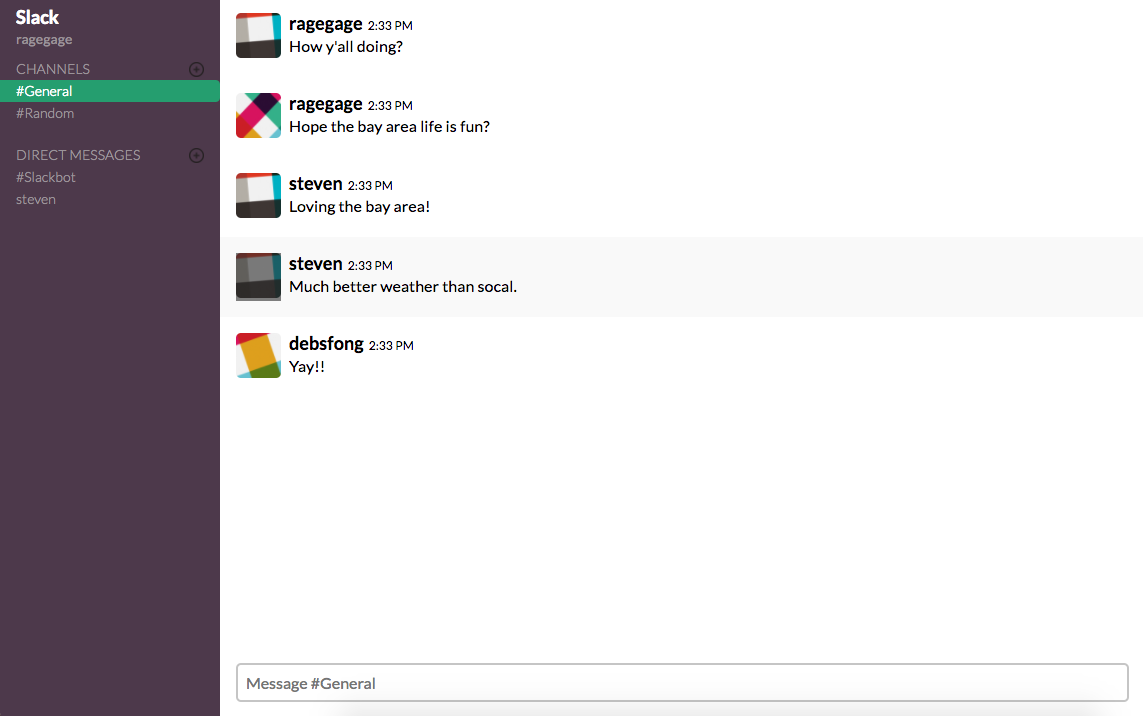 Slack
ragegage
CHANNELS
#General
#Random
DIRECT MESSAGES
#Slackbot
steven
ragegage 2:33 PM
How y'all doing?
ragegage 2:33 PM
Hope the bay area life is fun?
steven 2:33 PM
Loving the bay area!
steven 2:33 PM
Much better weather than socal.
debsfong 2:33 PM
Yay!!
Message #General